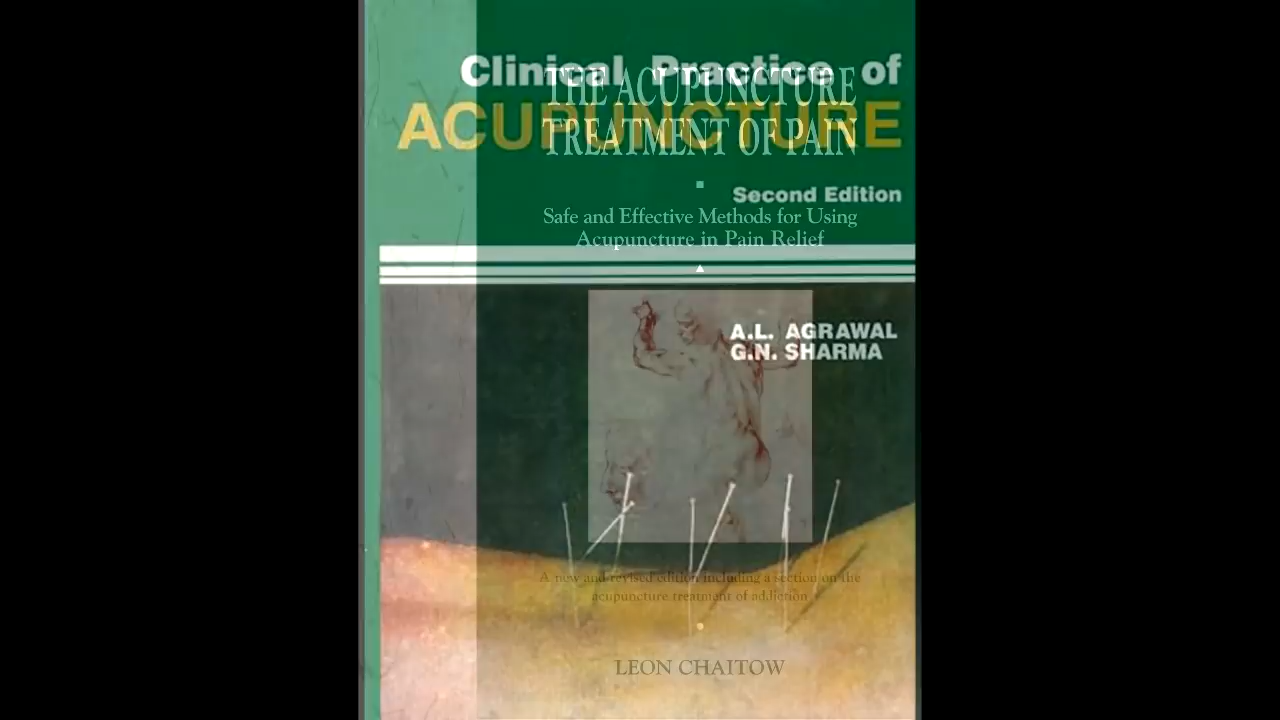 Clinical Practice of
ACUPUNCTURE
Second Edition
A.L. AGRAWAL
G.N. SHARMA
THE ACUPUNCTURE
TREATMENT OF PAIN
Safe and Effective Methods for Using
Acupuncture in Pain Relief
A new and revised edition including a section on the
acupuncture treatment of addiction
LEON CHAITOW